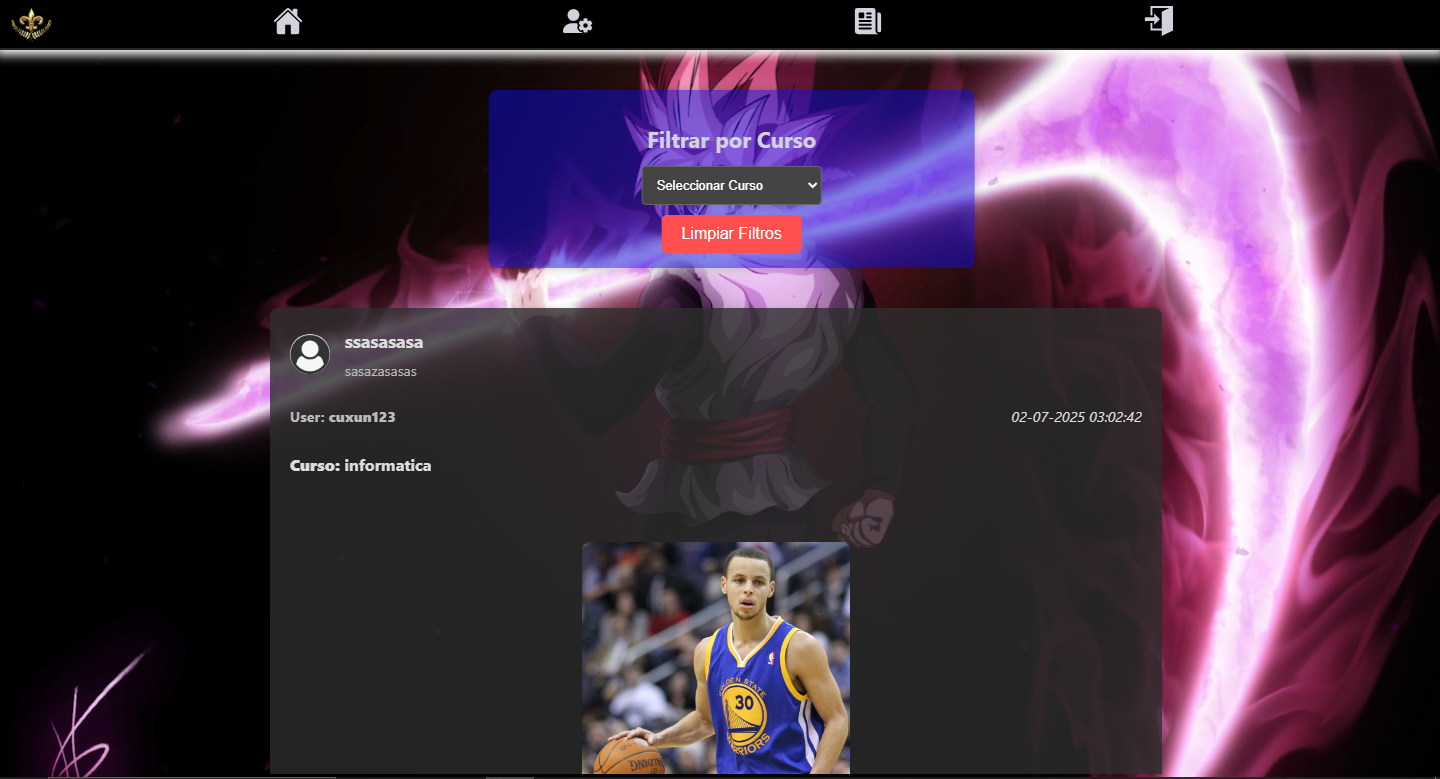 Filtrar por Curso
Seleccionar Curso
Limpiar Filtros
ssasasasa
sasazasasas
User: cuxun123
02-07-2025 03:02:42
Curso: informatica
GOLDEN STATE
30
WARRIORS